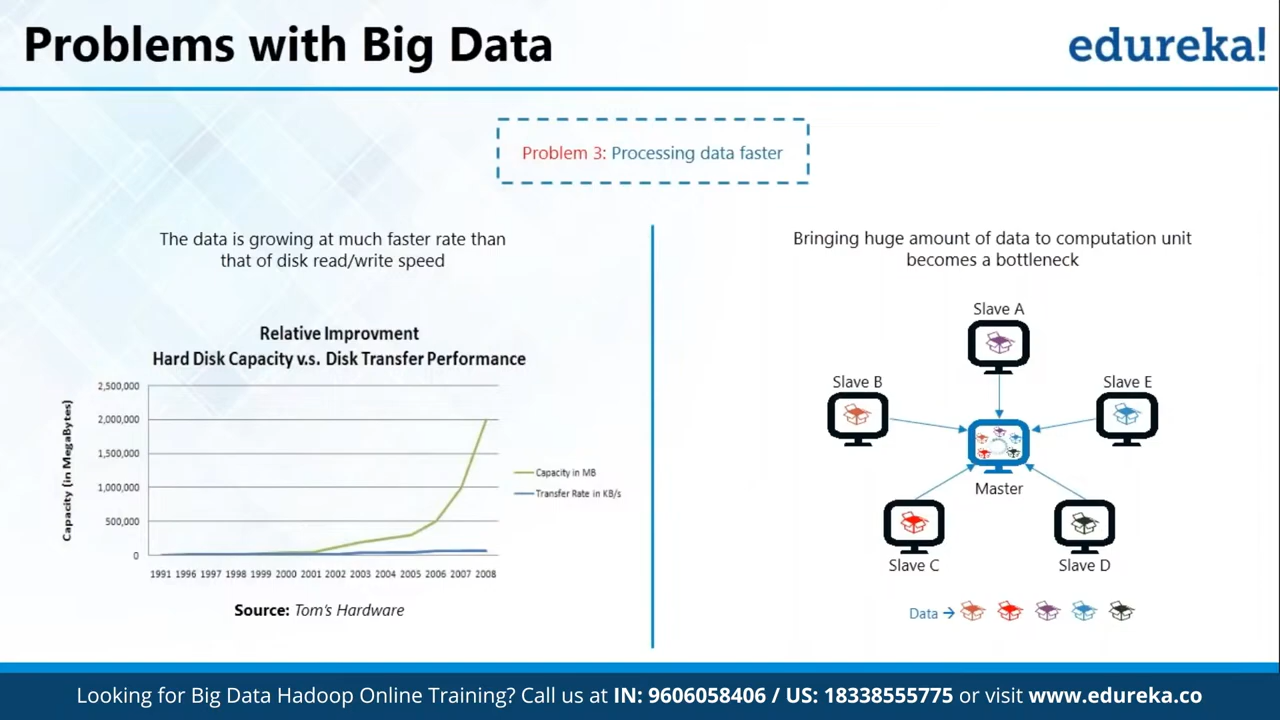 Problems with Big Data
edureka!
Problem 3: Processing data faster
The data is growing at much faster rate than
that of disk read/write speed
Relative Improvment
Hard Disk Capacity v.s. Disk Transfer Performance
Capacity (in MegaBytes)
2,500,000
2,000,000
1,500,000
1,000,000
500,000
0
1991 1996 1997 1998 1999 2000 2001 2002 2003 2004 2005 2006 2007 2008
Capacity in MB
Transfer Rate in KB/s
Source: Tom's Hardware
Bringing huge amount of data to computation unit
becomes a bottleneck
Slave A
Slave B
Slave E
Master
Slave C
Slave D
Data →
Looking for Big Data Hadoop Online Training? Call us at IN: 9606058406 / US: 18338555775 or visit www.edureka.co